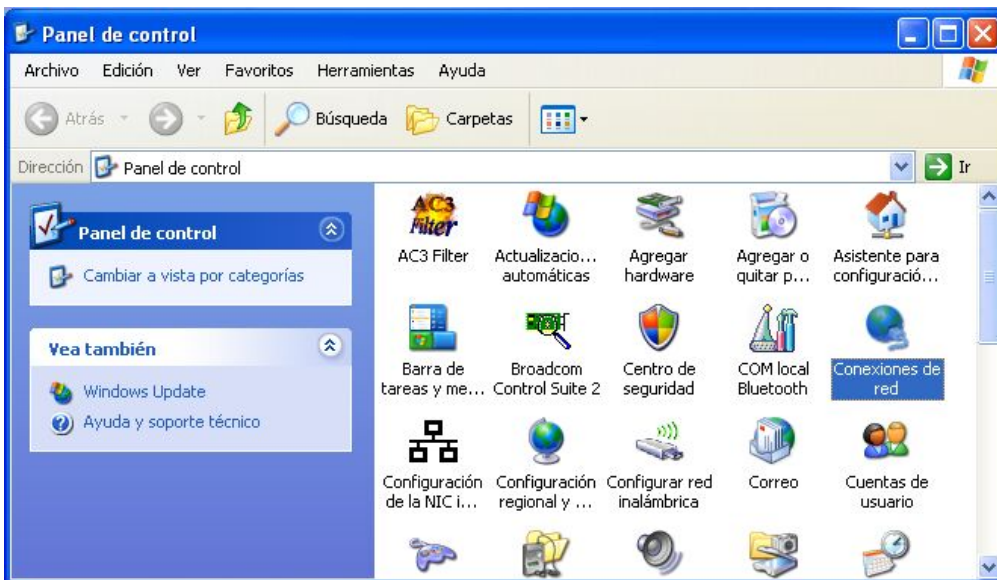 Panel de control
Archivo Edición Ver Favoritos Herramientas Ayuda
Atrás Búsqueda Carpetas
Dirección Panel de control Ir
Panel de control
Cambiar a vista por categorías
Vea también
Windows Update
Ayuda y soporte técnico
AC3 Filter
AC3 Filter
Actualizacio...
automáticas
Agregar
hardware
Agregar o
quitar p...
Asistente para
configuració...
Barra de
tareas y me...
Broadcom
Control Suite 2
Centro de
seguridad
COM local
Bluetooth
Conexiones de
red
Configuración
de la NIC i...
Configuración
regional y ...
Configurar red
inalámbrica
Correo
Cuentas de
usuario